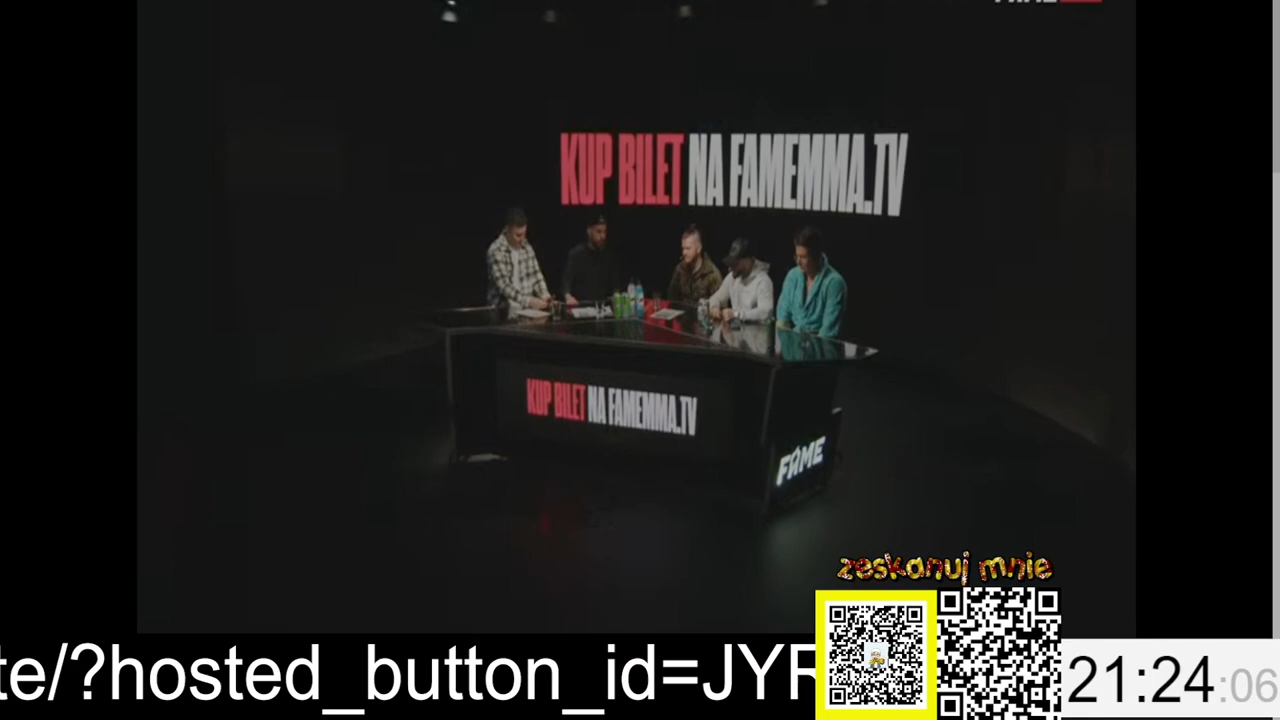 KUP BILET NA FAMEMMA.TV
KUP BILET NA FAMEMMA.TV
FAME
zeskanuj mnie
te/?hosted_button_id=JYR
21:24:06